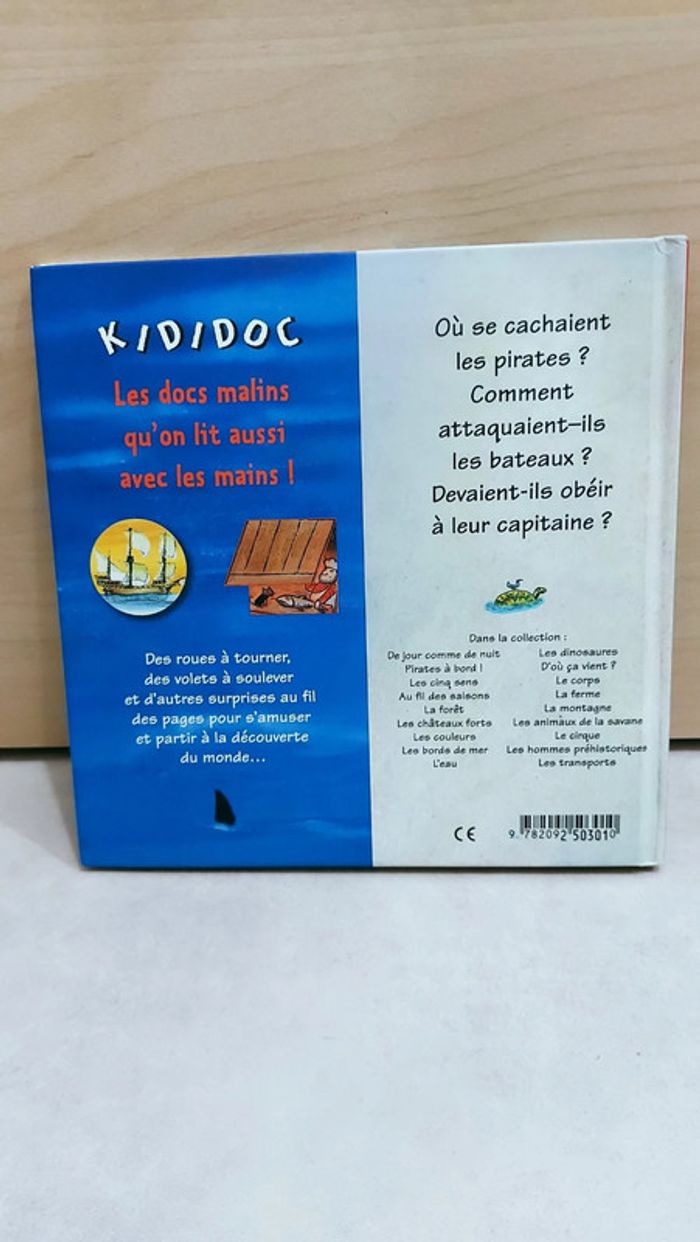 KIDIDOC
Les docs malins
qu'on lit aussi
avec les mains !
Des roues à tourner,
des volets à soulever
et d'autres surprises au fil
des pages pour s'amuser
et partir à la découverte
du monde...
Où se cachaient
les pirates ?
Comment
attaquaient-ils
les bateaux ?
Devaient-ils obéir
à leur capitaine ?
Dans la collection :
De jour comme de nuit
Pirates à bord !
Les cinq sens
Au fil des saisons
La forêt
Les châteaux forts
Les couleurs
Les bords de mer
L'eau
Les dinosaures
D'où ça vient ?
Le corps
La ferme
La montagne
Les animaux de la savane
Le cirque
Les hommes préhistoriques
Les transports
CE
9 782092 503010